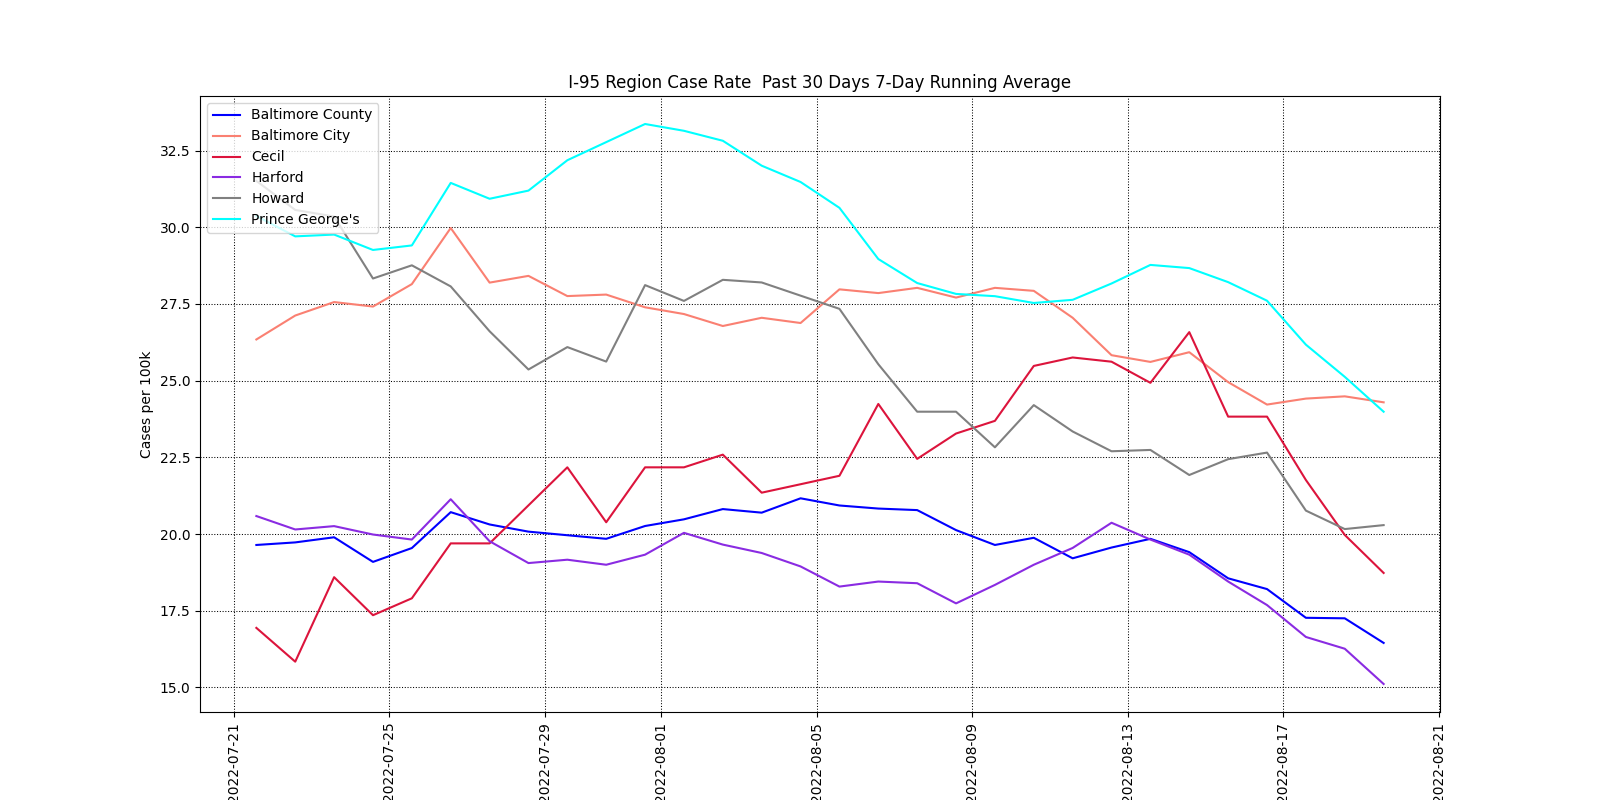 I-95 Region Case Rate  Past 30 Days 7-Day Running Average
Baltimore County
Baltimore City
Cecil
Harford
Howard
Prince George's
Cases per 100k
32.5
30.0
27.5
25.0
22.5
20.0
17.5
15.0
2022-07-21
2022-07-25
2022-07-29
2022-08-01
2022-08-05
2022-08-09
2022-08-13
2022-08-17
2022-08-21